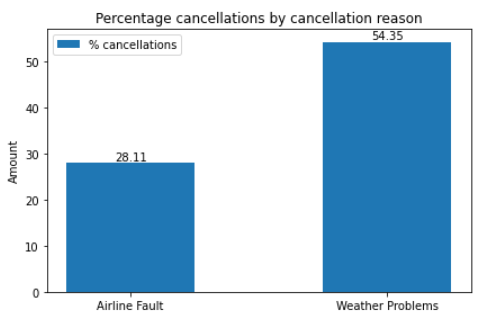 Percentage cancellations by cancellation reason
% cancellations
54.35
28.11
Amount
50
40
30
20
10
0
Airline Fault
Weather Problems